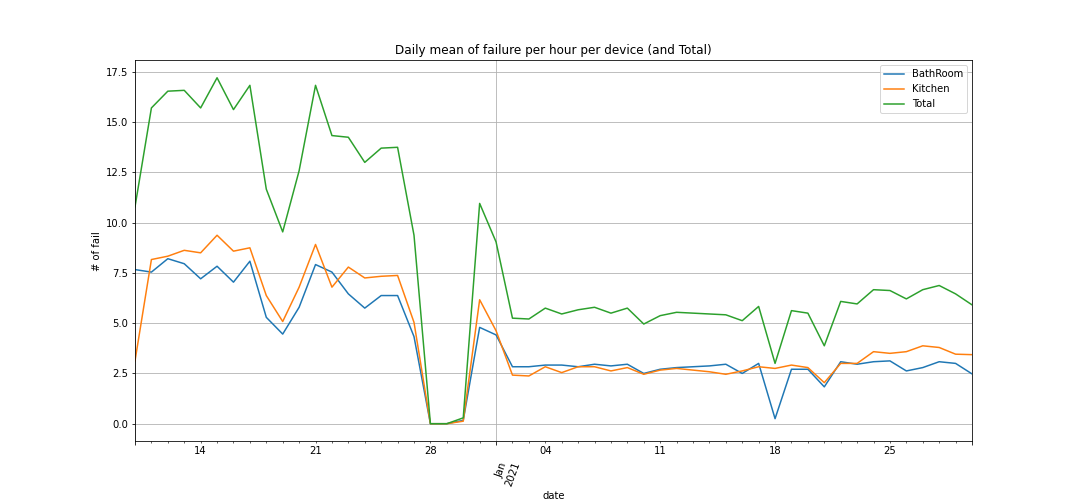 Daily mean of failure per hour per device (and Total)
BathRoom
Kitchen
Total
17.5
15.0
12.5
10.0
7.5
5.0
2.5
0.0
# of fail
14
21
28
Jan
2021
04
11
18
25
date